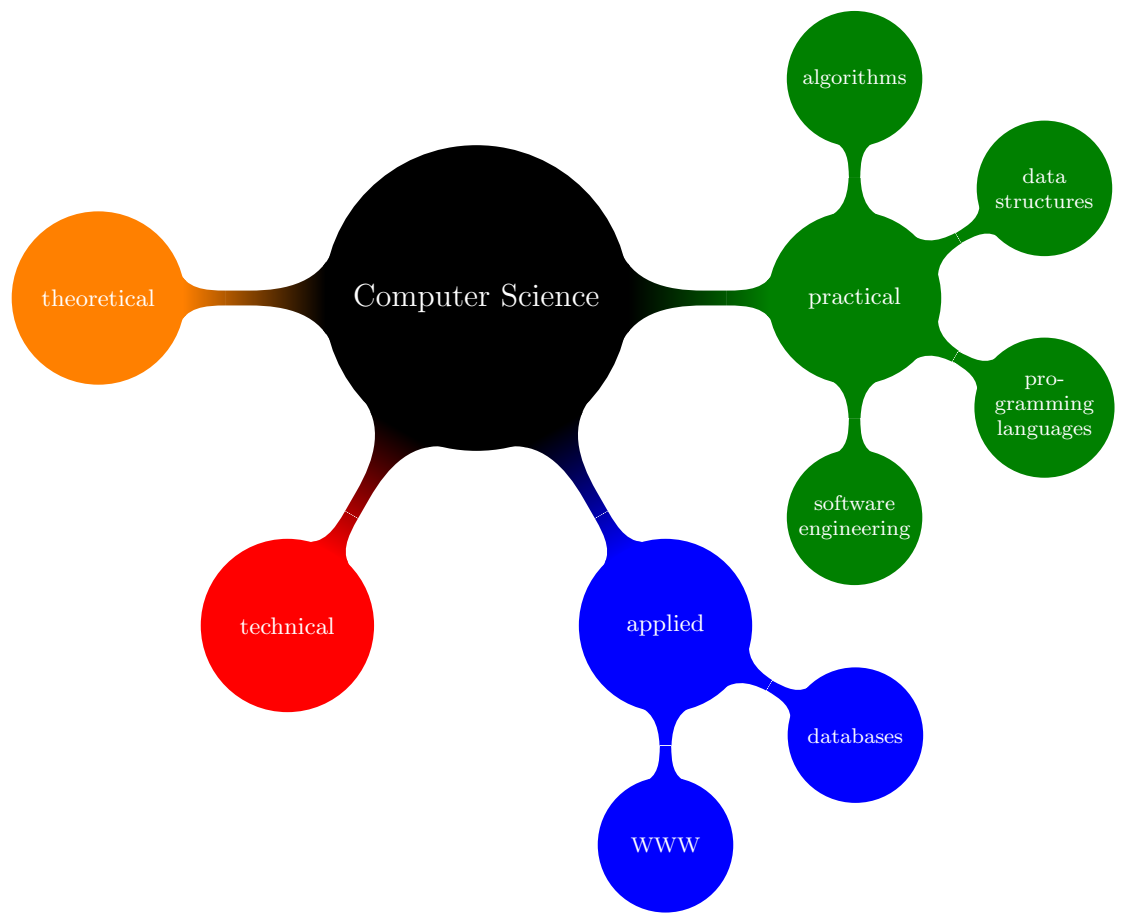 algorithms
data
structures
Computer Science
practical
theoretical
pro-
gramming
languages
software
engineering
applied
technical
databases
WWW